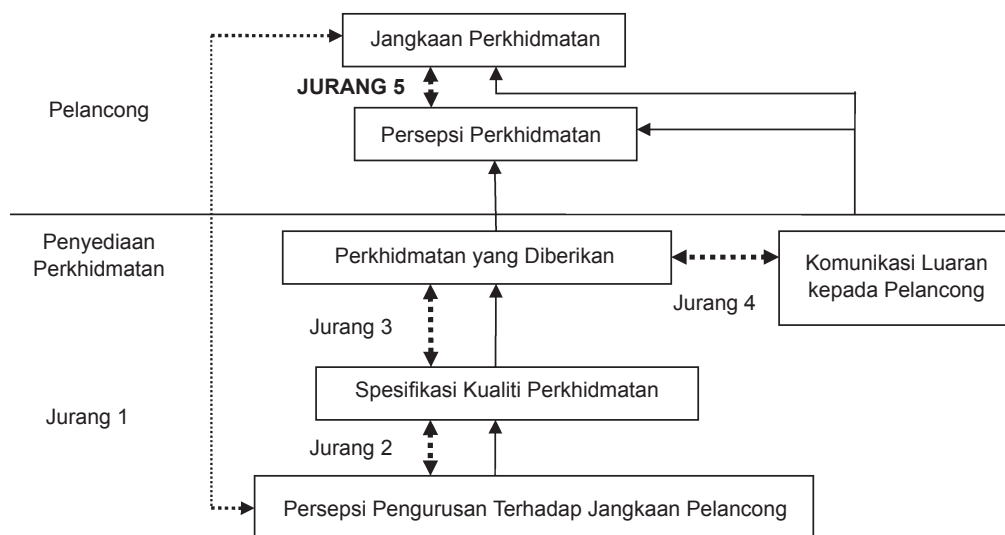 Jangkaan Perkhidmatan
JURANG 5
Pelancong
Persepsi Perkhidmatan
Penyediaan
Perkhidmatan
Perkhidmatan yang Diberikan
Komunikasi Luaran
kepada Pelancong
Jurang 4
Jurang 3
Spesifikasi Kualiti Perkhidmatan
Jurang 1
Jurang 2
Persepsi Pengurusan Terhadap Jangkaan Pelancong